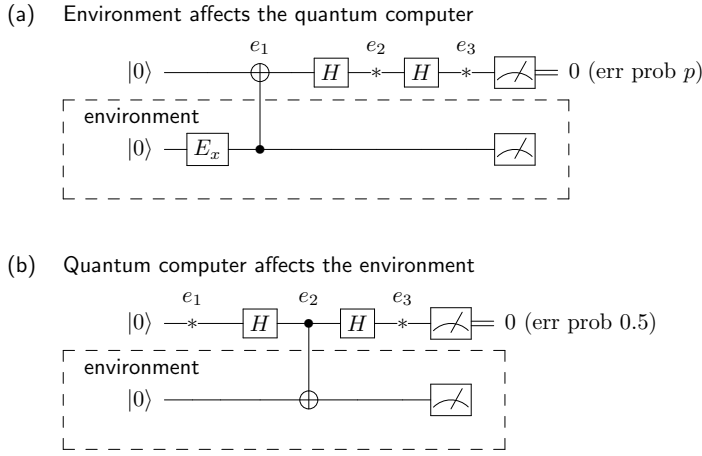 (a) Environment affects the quantum computer
e₁ e₂ e₃
|0⟩ H * H * 0 (err prob p)
environment
|0⟩ Eₓ
(b) Quantum computer affects the environment
e₁ e₂ e₃
|0⟩ * H H * 0 (err prob 0.5)
environment
|0⟩